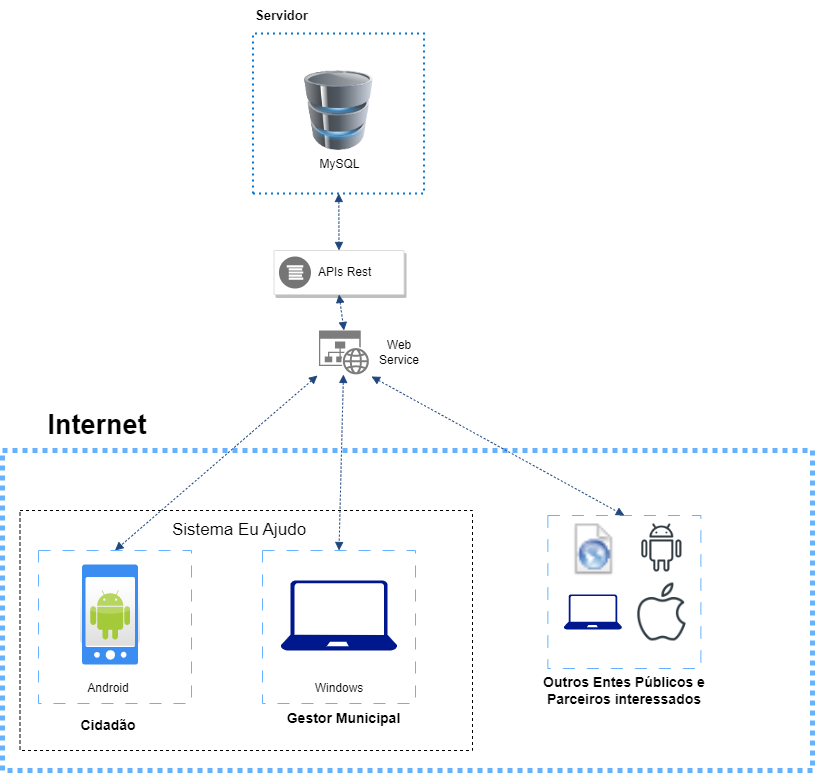 Servidor
MySQL
APIs Rest
Web
Service
Internet
Sistema Eu Ajudo
Android
Cidadão
Windows
Gestor Municipal
Outros Entes Públicos e
Parceiros interessados